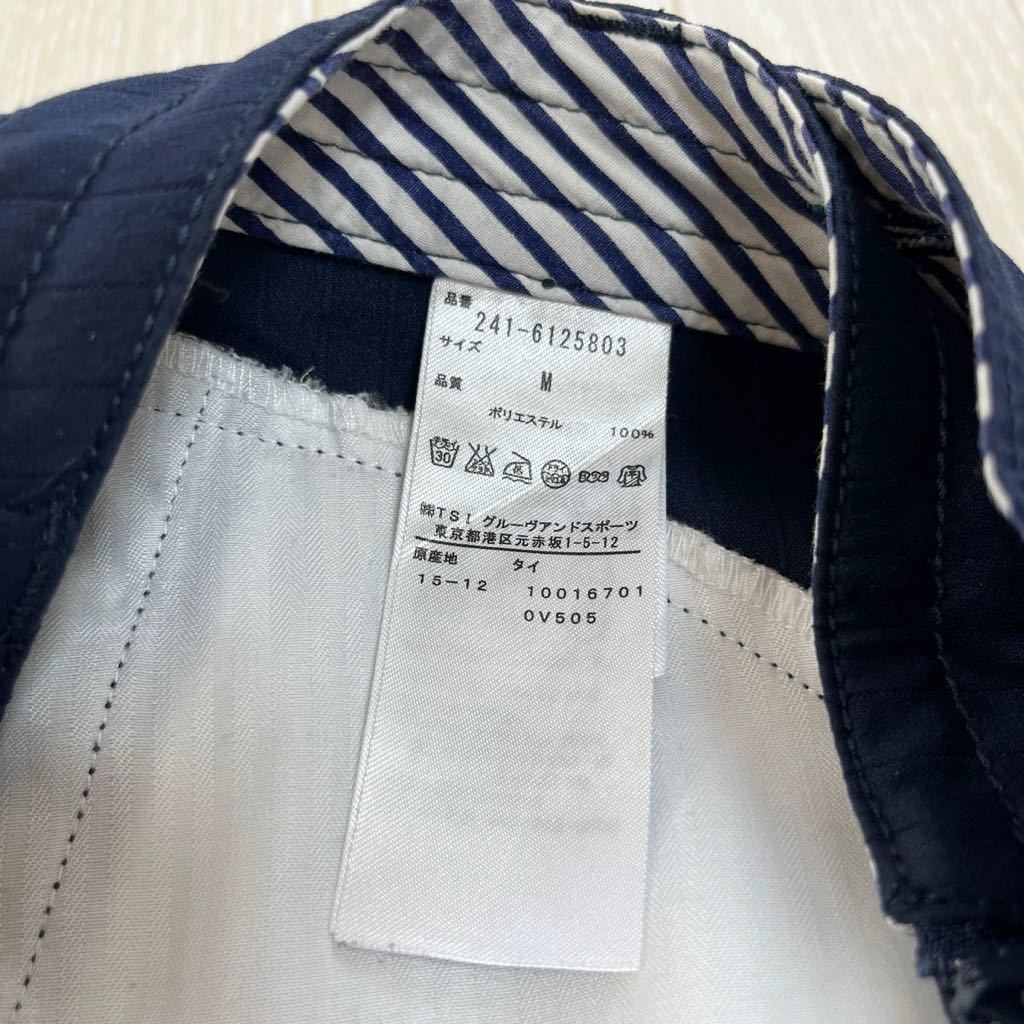 品番
241-6125803
サイズ
M
品質
ポリエステル 100%
30
㈱TSI グルーヴアンドスポーツ
東京都港区元赤坂1-5-12
原産地 タイ
15-12 10016701
0V505